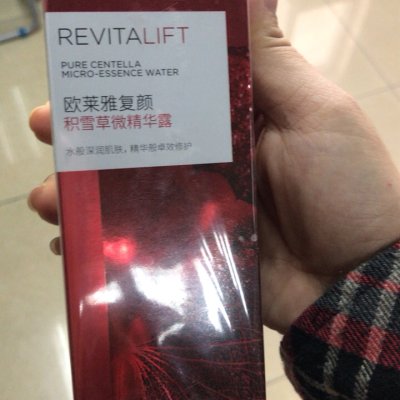 REVITALIFT
PURE CENTELLA
MICRO-ESSENCE WATER
欧莱雅复颜
积雪草微精华露
水般深润肌肤，精华般卓效修护